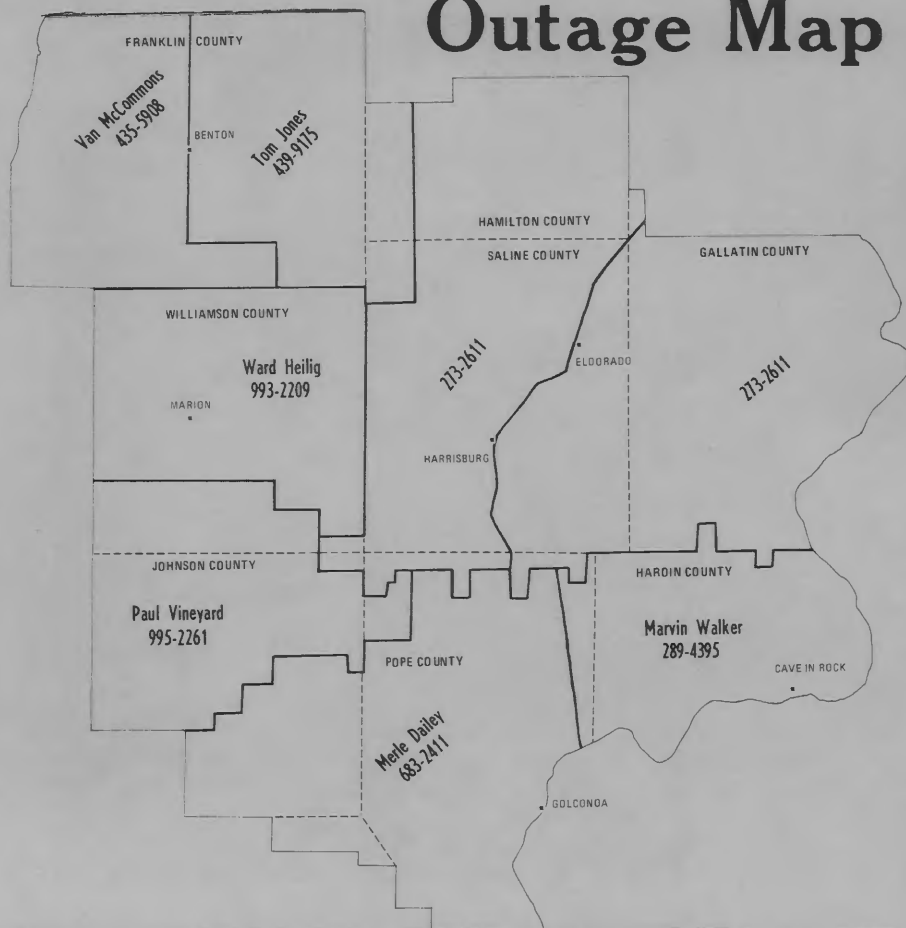 Outage Map
FRANKLIN COUNTY
Van McCommons
435-5908
BENTON
Tom Jones
439-9175
HAMILTON COUNTY
SALINE COUNTY
GALLATIN COUNTY
WILLIAMSON COUNTY
Ward Heilig
993-2209
MARION
273-2611
ELDORADO
273-2611
HARRISBURG
JOHNSON COUNTY
HARDIN COUNTY
Paul Vineyard
995-2261
Marvin Walker
289-4395
POPE COUNTY
CAVE IN ROCK
Merle Dailey
683-2411
GOLCONDA